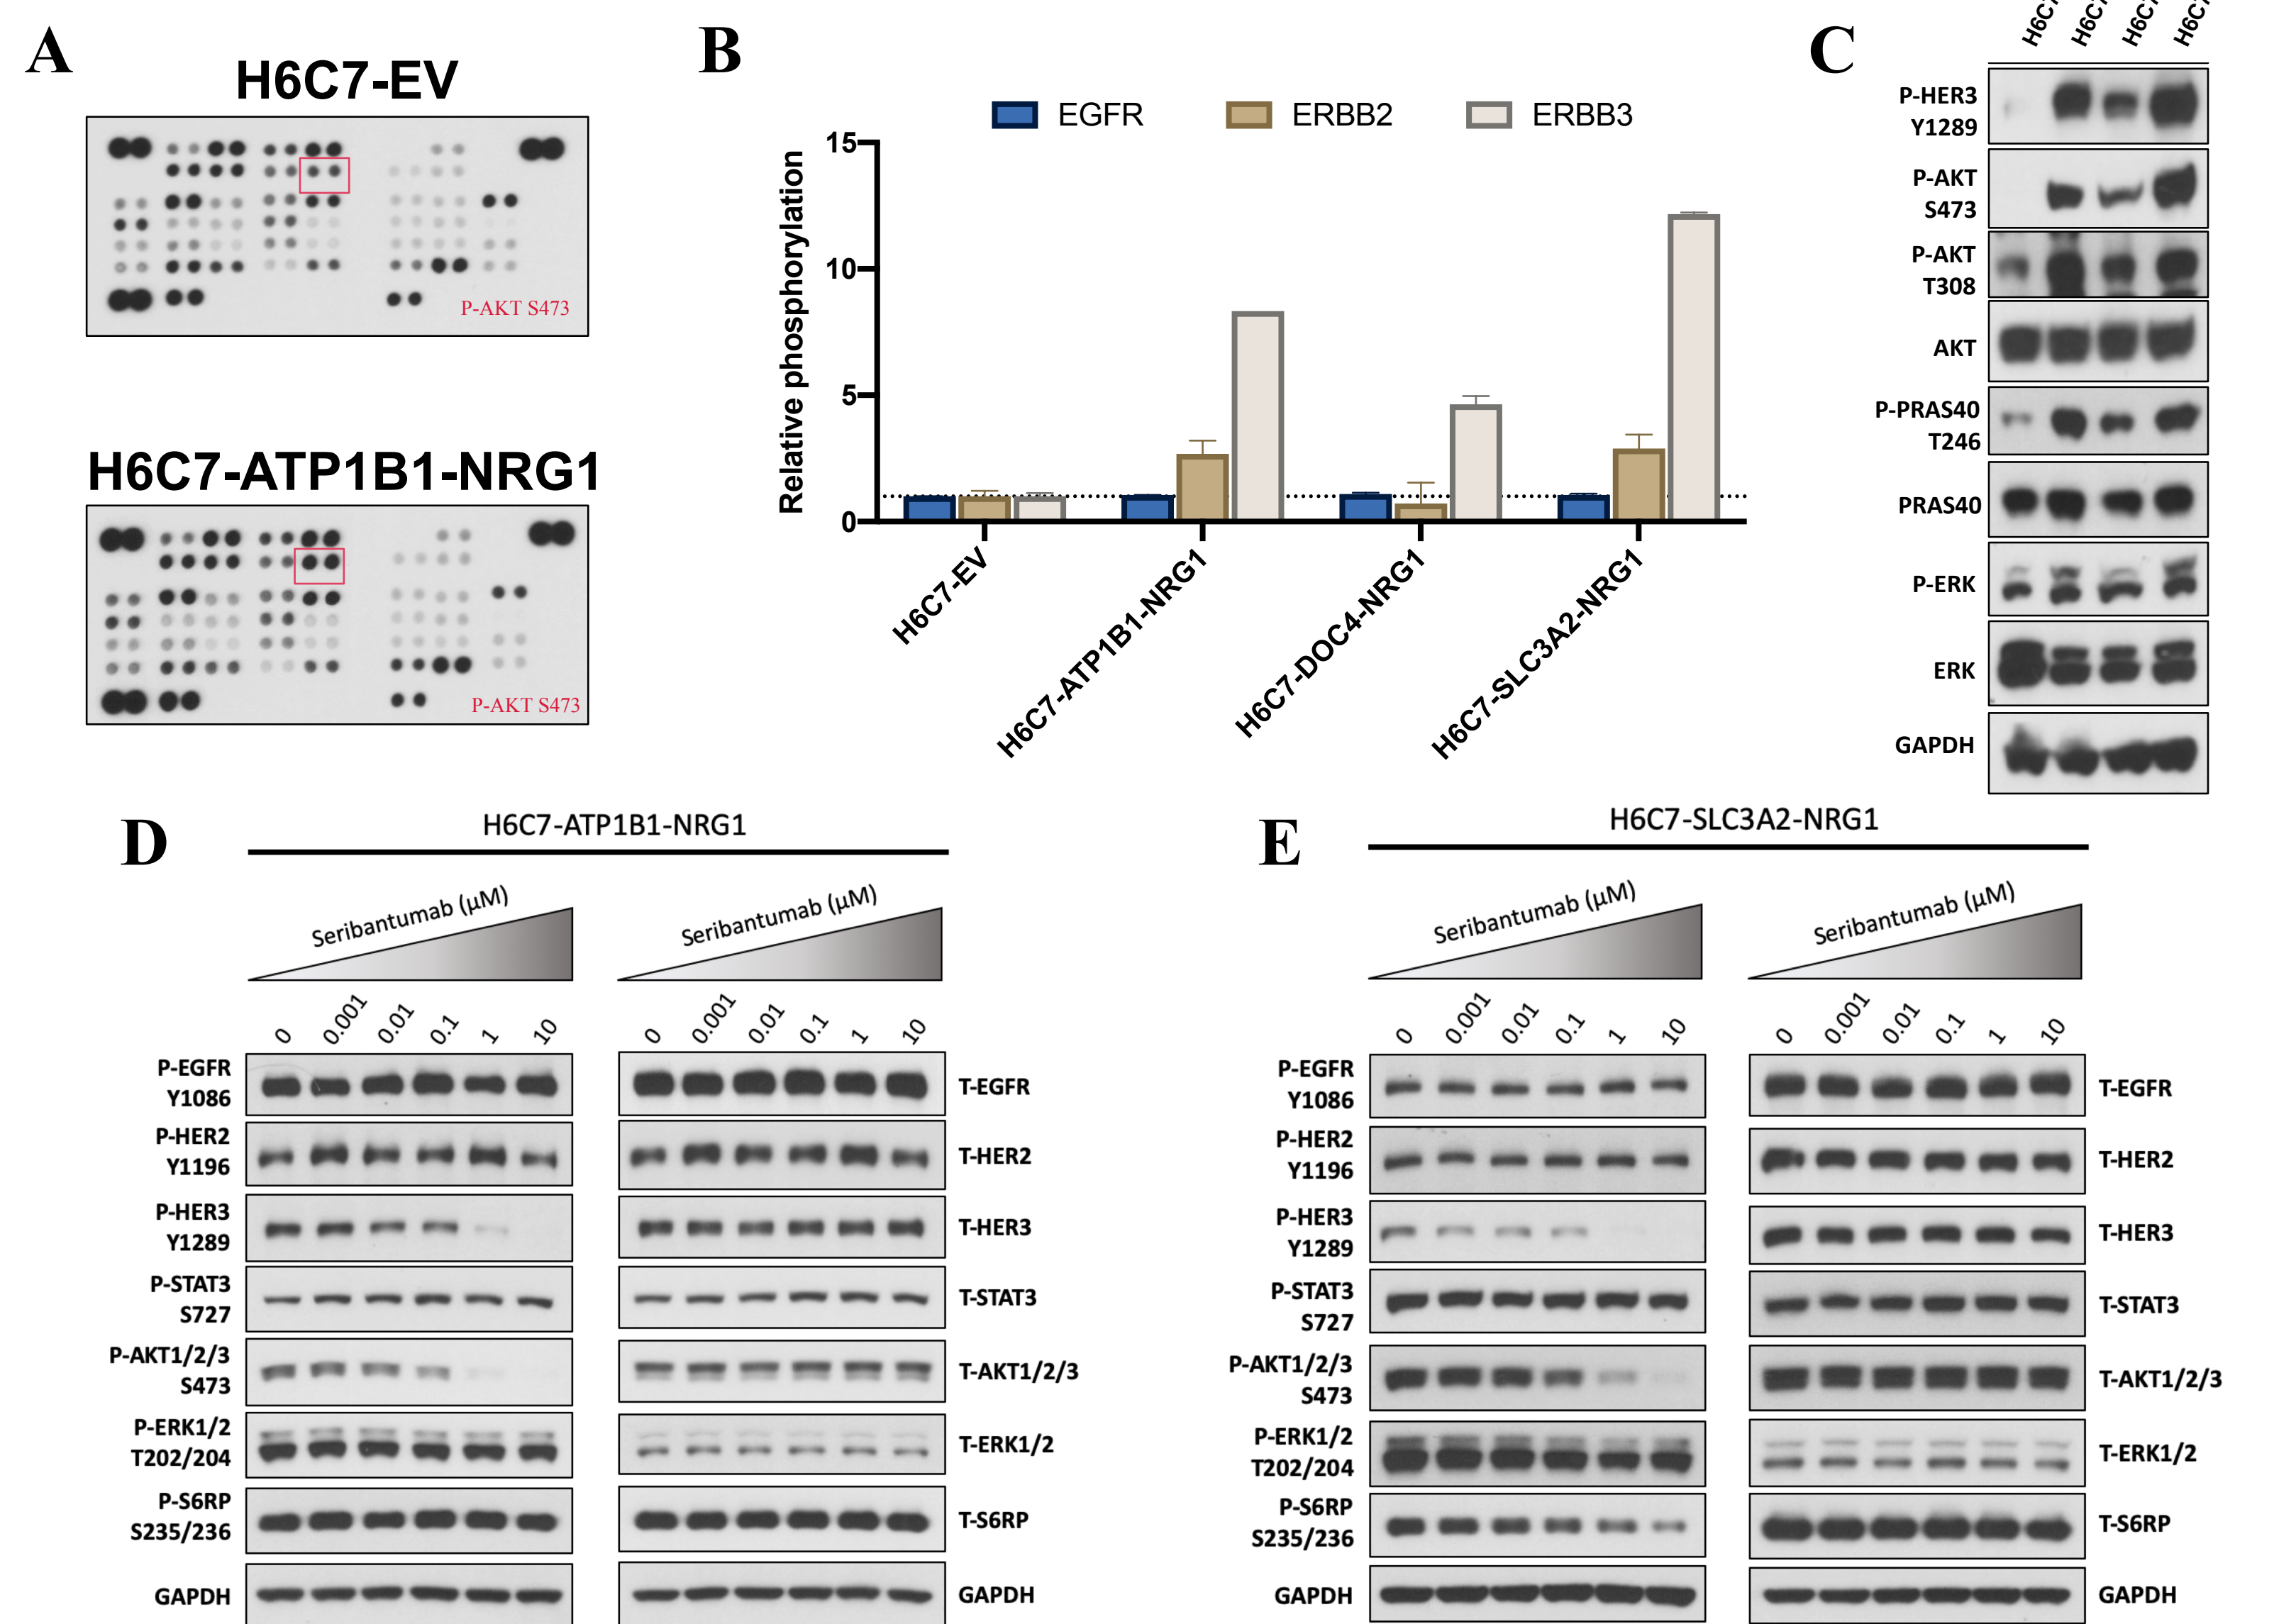 A
H6C7-EV
P-AKT S473
H6C7-ATP1B1-NRG1
P-AKT S473
B
EGFR
ERBB2
ERBB3
Relative phosphorylation
15
10
5
0
H6C7-EV
H6C7-ATP1B1-NRG1
H6C7-DOC4-NRG1
H6C7-SLC3A2-NRG1
C
P-HER3
Y1289
P-AKT
S473
P-AKT
T308
AKT
P-PRAS40
T246
PRAS40
P-ERK
ERK
GAPDH
D
H6C7-ATP1B1-NRG1
Seribantumab (µM)
Seribantumab (µM)
0 0.001 0.01 0.1 1 10
0 0.001 0.01 0.1 1 10
P-EGFR
Y1086
T-EGFR
P-HER2
Y1196
T-HER2
P-HER3
Y1289
T-HER3
P-STAT3
S727
T-STAT3
P-AKT1/2/3
S473
T-AKT1/2/3
P-ERK1/2
T202/204
T-ERK1/2
P-S6RP
S235/236
T-S6RP
GAPDH
GAPDH
E
H6C7-SLC3A2-NRG1
Seribantumab (µM)
Seribantumab (µM)
0 0.001 0.01 0.1 1 10
0 0.001 0.01 0.1 1 10
P-EGFR
Y1086
T-EGFR
P-HER2
Y1196
T-HER2
P-HER3
Y1289
T-HER3
P-STAT3
S727
T-STAT3
P-AKT1/2/3
S473
T-AKT1/2/3
P-ERK1/2
T202/204
T-ERK1/2
P-S6RP
S235/236
T-S6RP
GAPDH
GAPDH